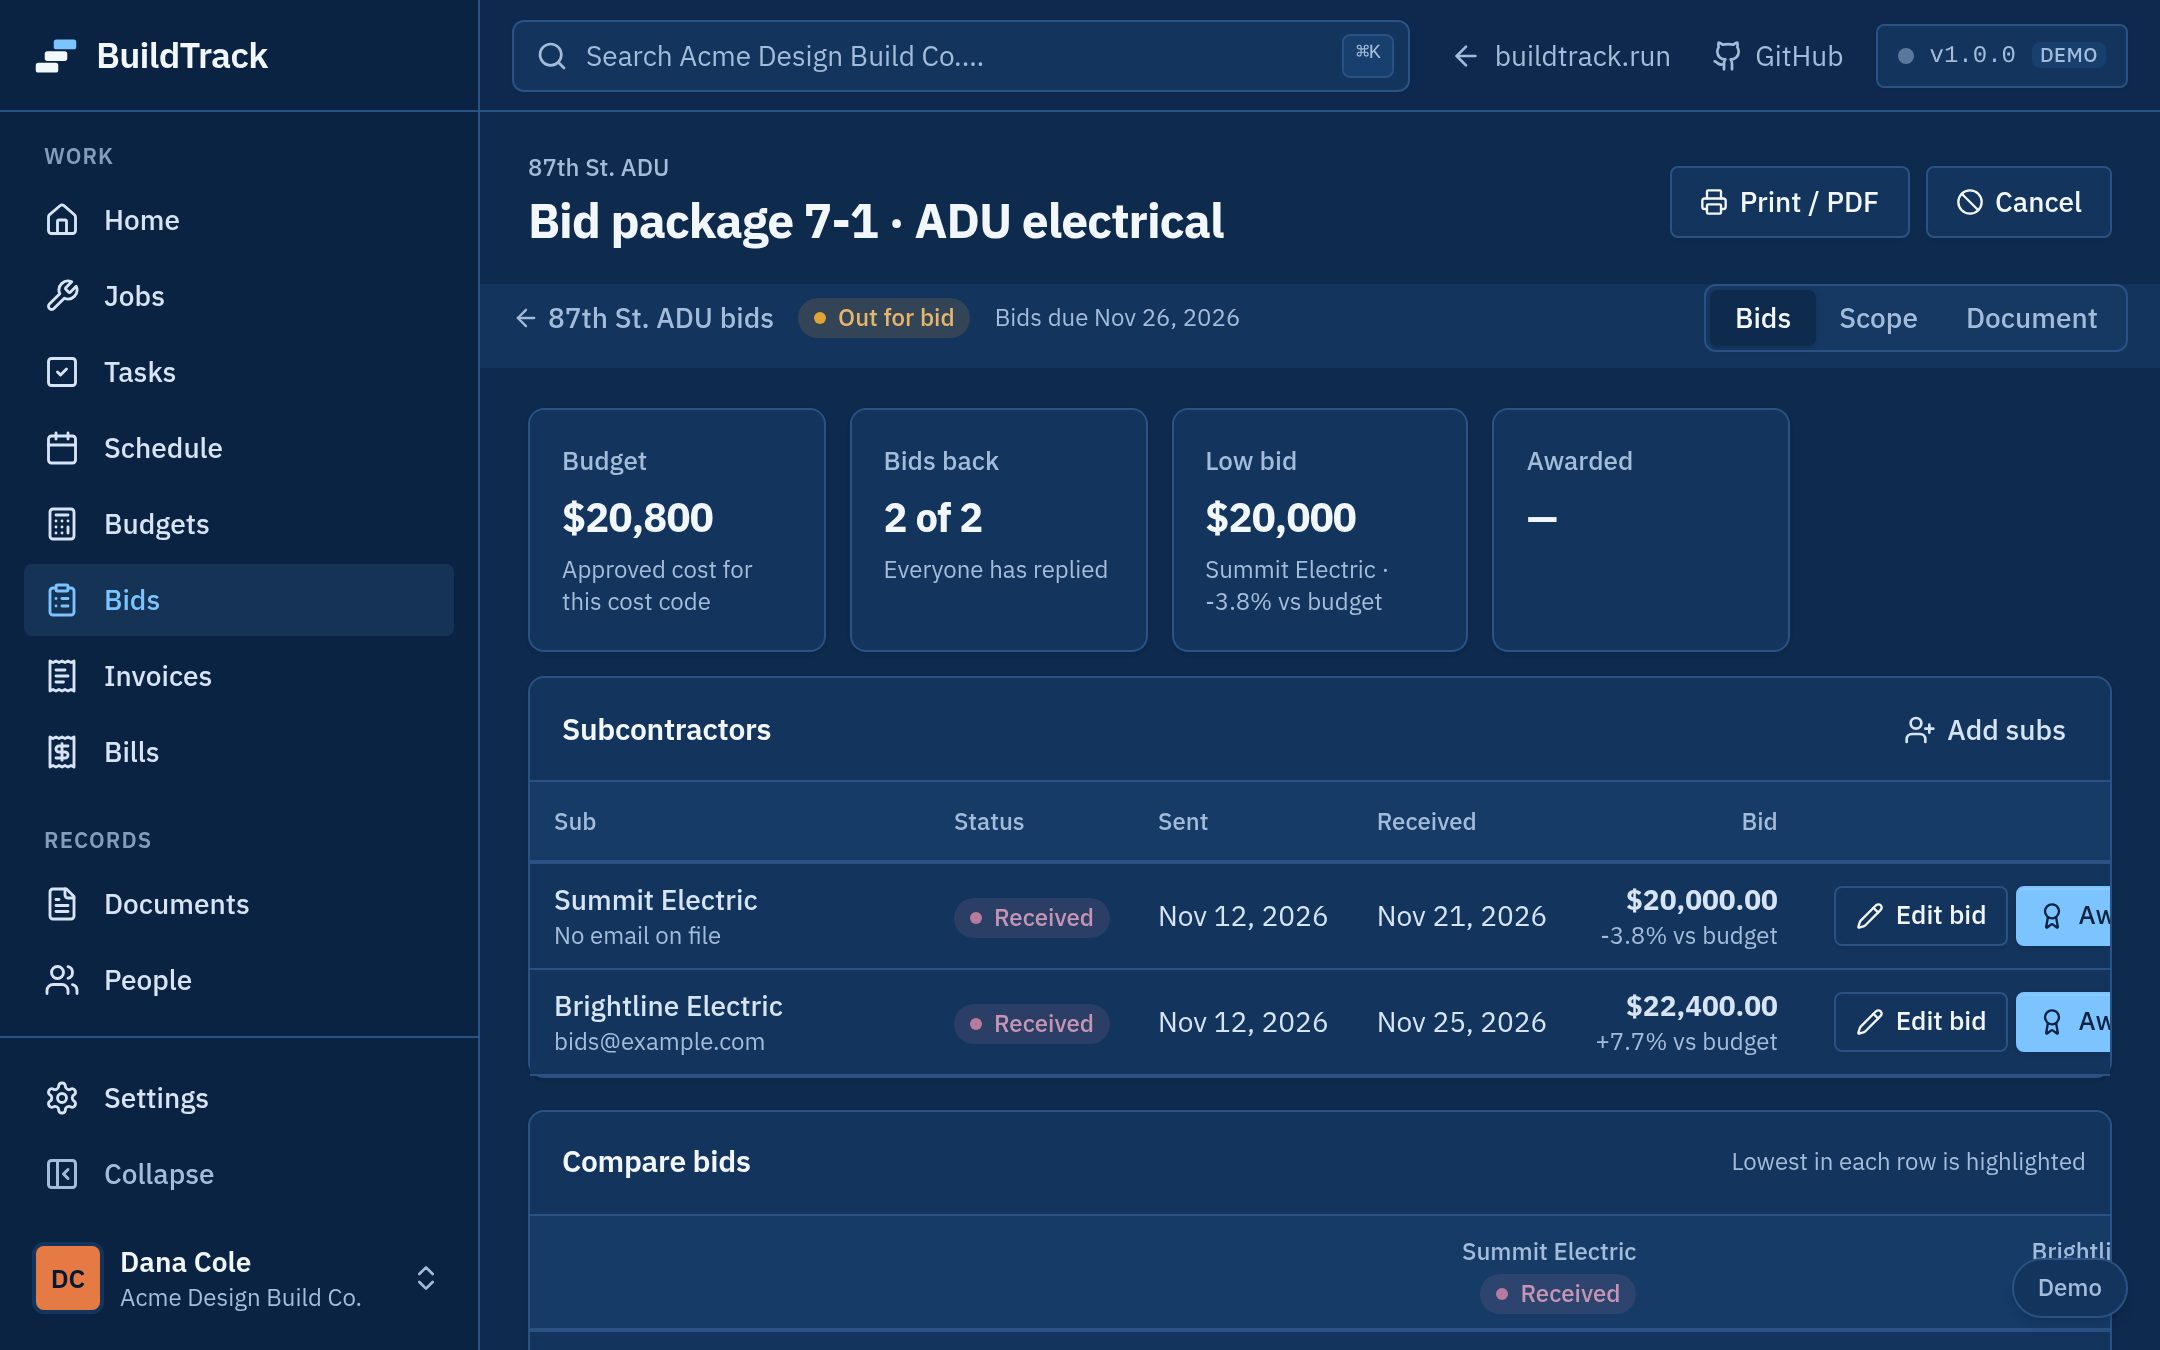 BuildTrack
Search Acme Design Build Co....
⌘K
buildtrack.run
GitHub
v1.0.0 DEMO
WORK
Home
Jobs
Tasks
Schedule
Budgets
Bids
Invoices
Bills
RECORDS
Documents
People
Settings
Collapse
DC
Dana Cole
Acme Design Build Co.
87th St. ADU
Bid package 7-1 · ADU electrical
Print / PDF
Cancel
87th St. ADU bids
Out for bid
Bids due Nov 26, 2026
Bids
Scope
Document
Budget
$20,800
Approved cost for
this cost code
Bids back
2 of 2
Everyone has replied
Low bid
$20,000
Summit Electric ·
-3.8% vs budget
Awarded
—
Subcontractors
Add subs
Sub Status Sent Received Bid
Summit Electric
No email on file
Received
Nov 12, 2026
Nov 21, 2026
$20,000.00
-3.8% vs budget
Edit bid
Aw
Brightline Electric
bids@example.com
Received
Nov 12, 2026
Nov 25, 2026
$22,400.00
+7.7% vs budget
Edit bid
Aw
Compare bids
Lowest in each row is highlighted
Summit Electric
Received
Brightli
Demo